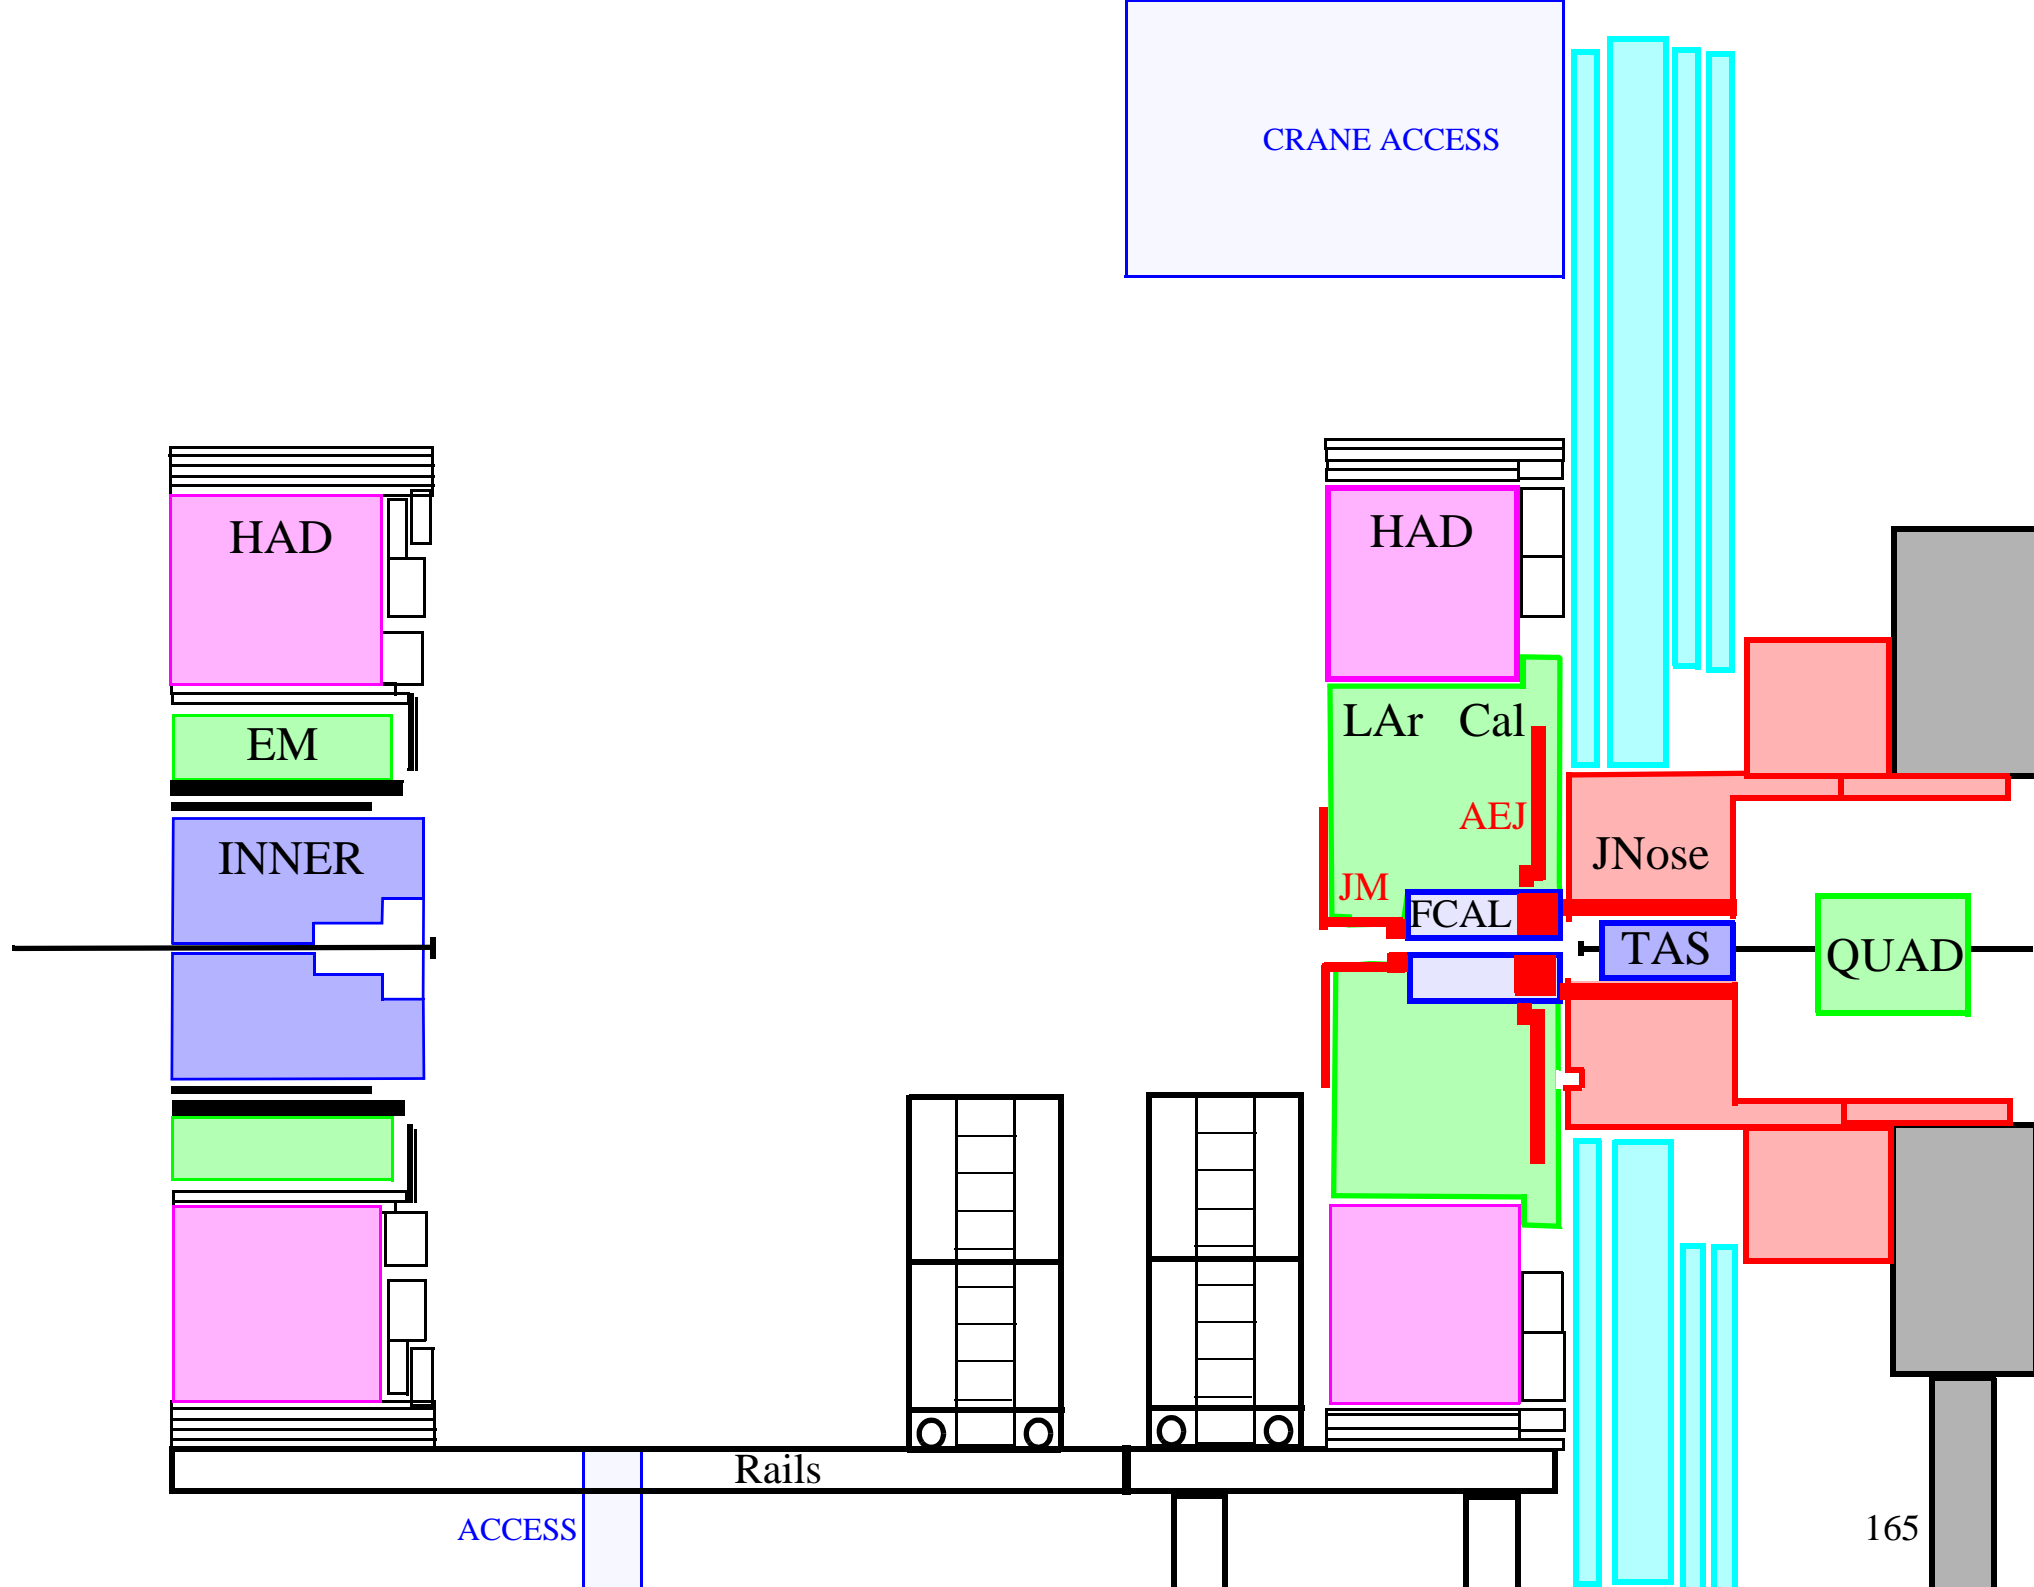 CRANE ACCESS
HAD
HAD
LAr Cal
EM
AEJ
INNER
JNose
JM
FCAL
TAS
QUAD
Rails
ACCESS
165